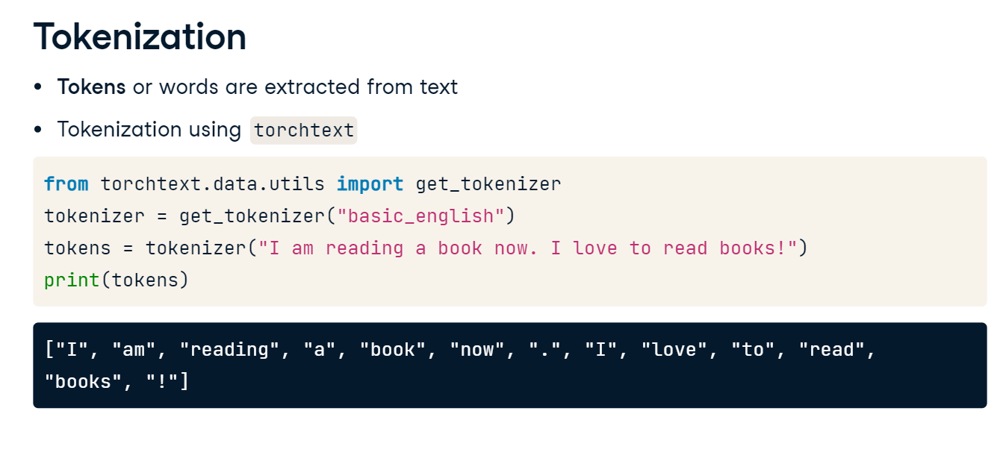 Tokenization
• Tokens or words are extracted from text
• Tokenization using torchtext
from torchtext.data.utils import get_tokenizer
tokenizer = get_tokenizer("basic_english")
tokens = tokenizer("I am reading a book now. I love to read books!")
print(tokens)
["I", "am", "reading", "a", "book", "now", ".", "I", "love", "to", "read",
"books", "!"]